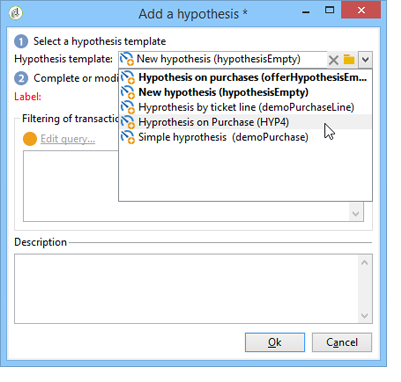 Add a hypothesis *
1 Select a hypothesis template
Hypothesis template: New hypothesis (hypothesisEmpty)
2 Complete or modi
Hypothesis on purchases (offerHypothesisEm...
New hypothesis (hypothesisEmpty)
Label:
Hyprothesis by ticket line (demoPurchaseLine)
Filtering of transactio
Hyprothesis on Purchase (HYP4)
Edit query...
Simple hyprothesis (demoPurchase)
Description
Ok
Cancel